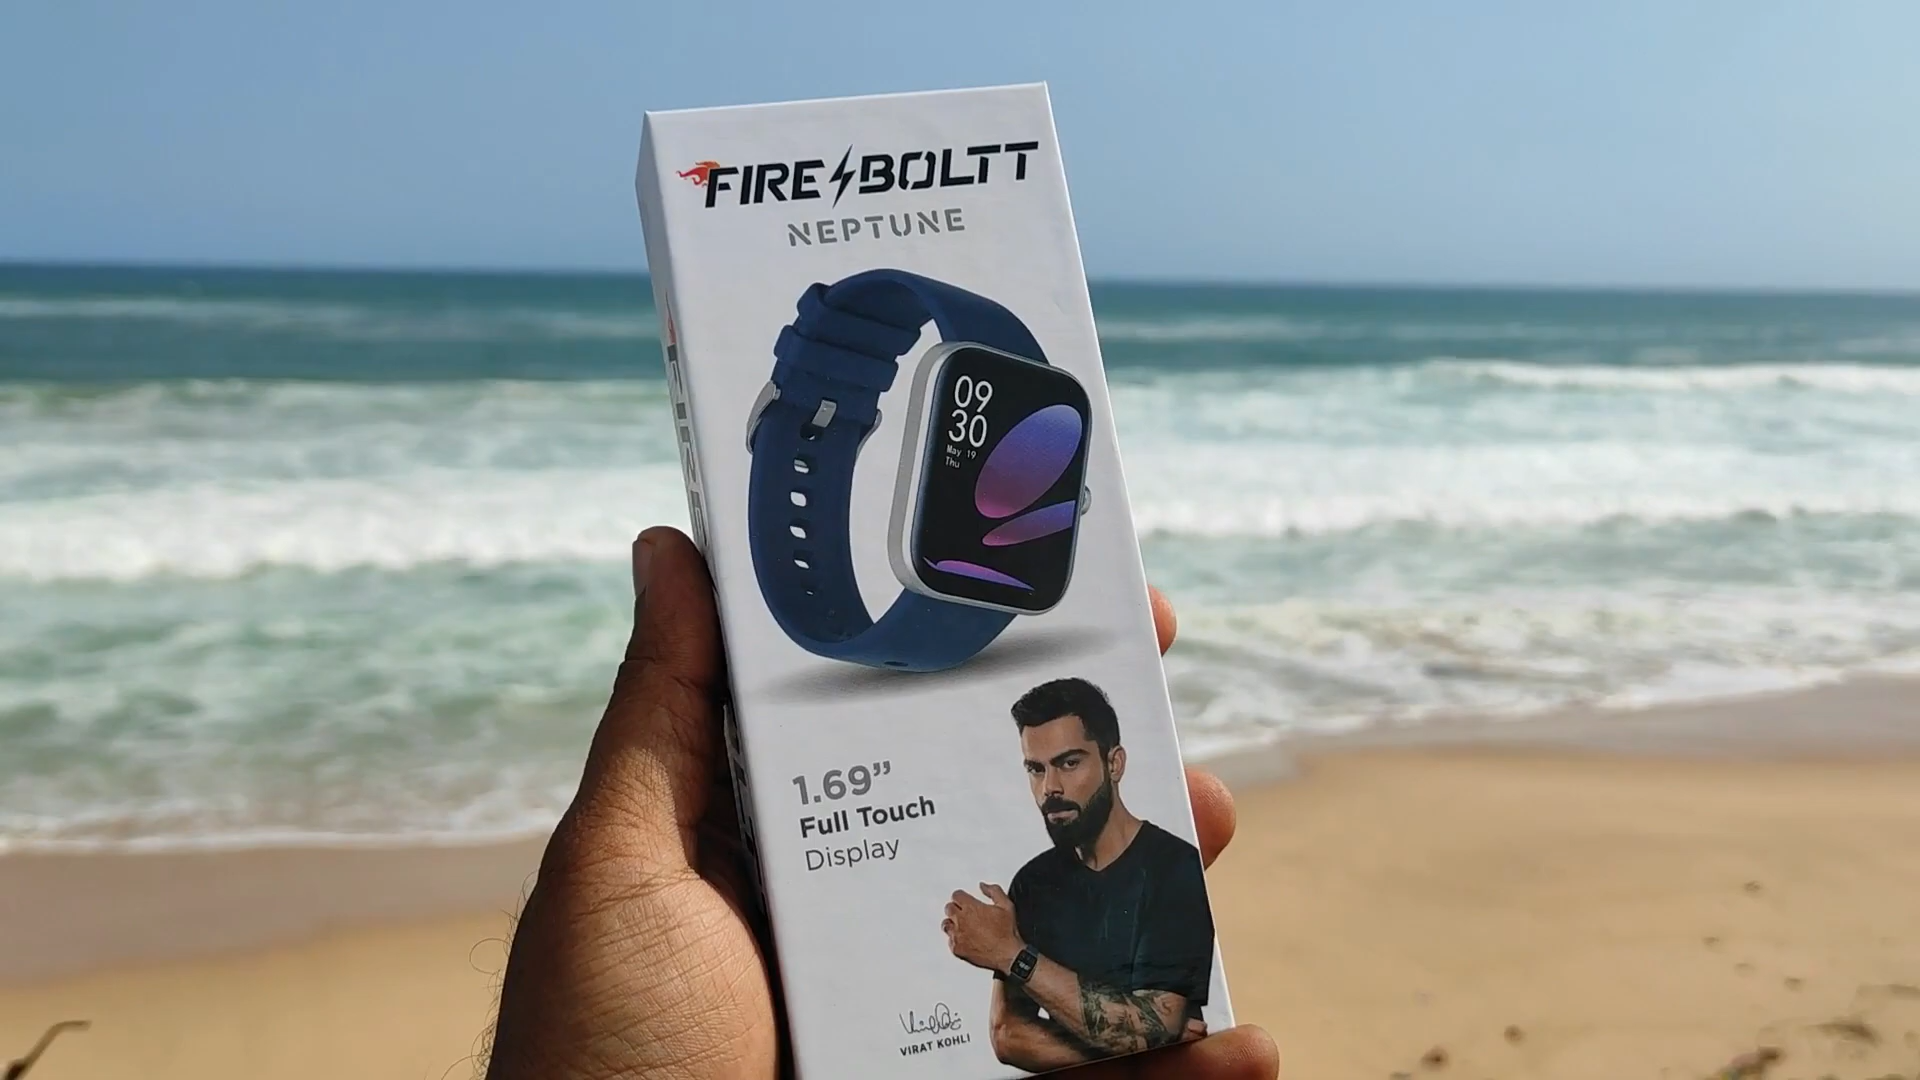 FIRE BOLTT
NEPTUNE
09
30
May 19
Thu
1.69”
Full Touch
Display
VIRAT KOHLI